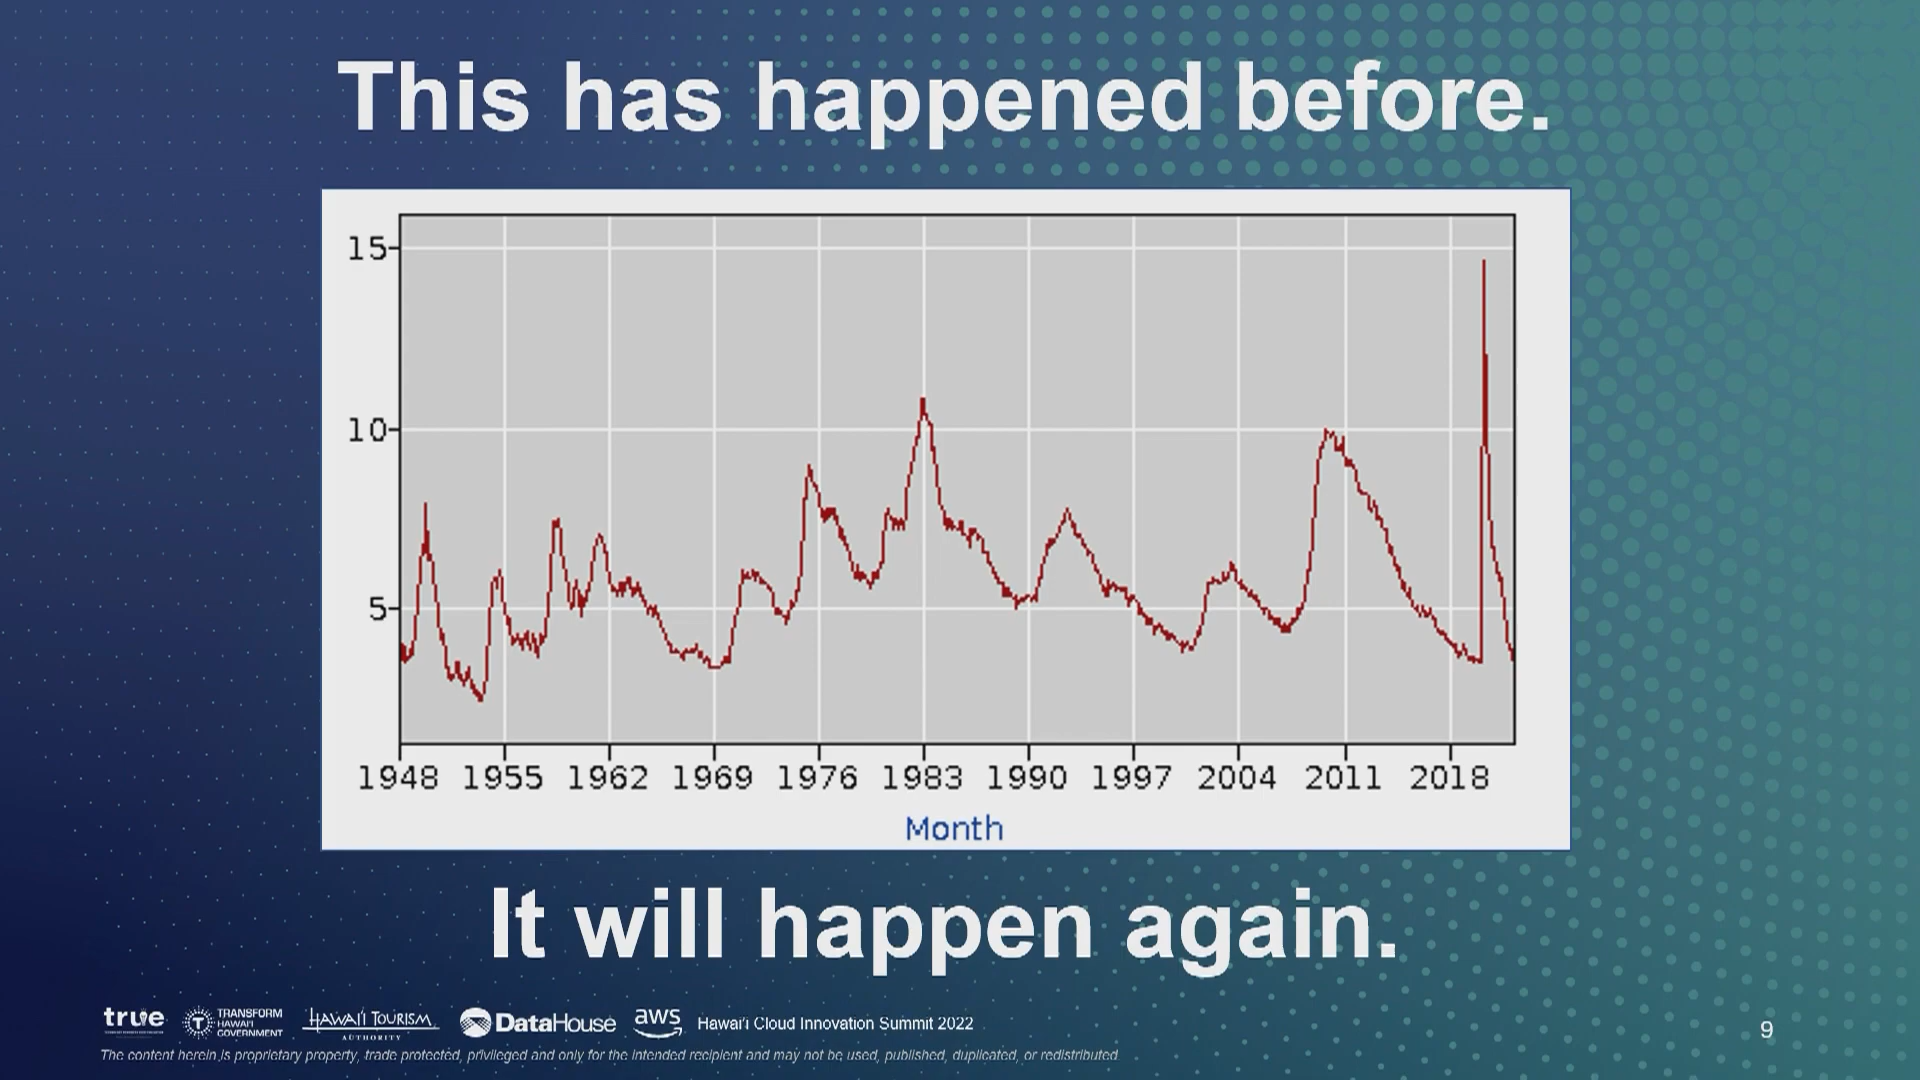 This has happened before.
15
10
5
1948 1955 1962 1969 1976 1983 1990 1997 2004 2011 2018
Month
It will happen again.
true
TRANSFORM
HAWAI'I
GOVERNMENT
HAWAI'I TOURISM
AUTHORITY
DataHouse
aws
Hawai'i Cloud Innovation Summit 2022
9
The content herein is proprietary property, trade protected, privileged and only for the intended recipient and may not be used, published, duplicated, or redistributed